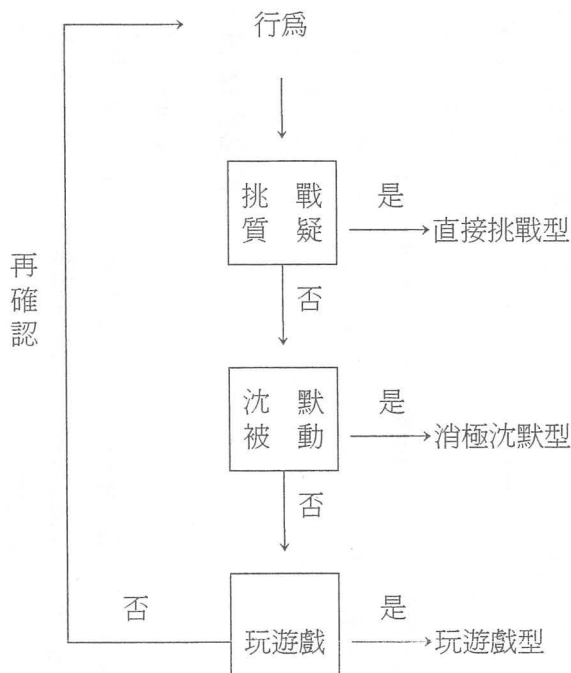 行爲
挑戰 是
質疑 直接挑戰型
再確認
否
沈默 是
被動 消極沈默型
否
否 是
玩遊戲 玩遊戲型